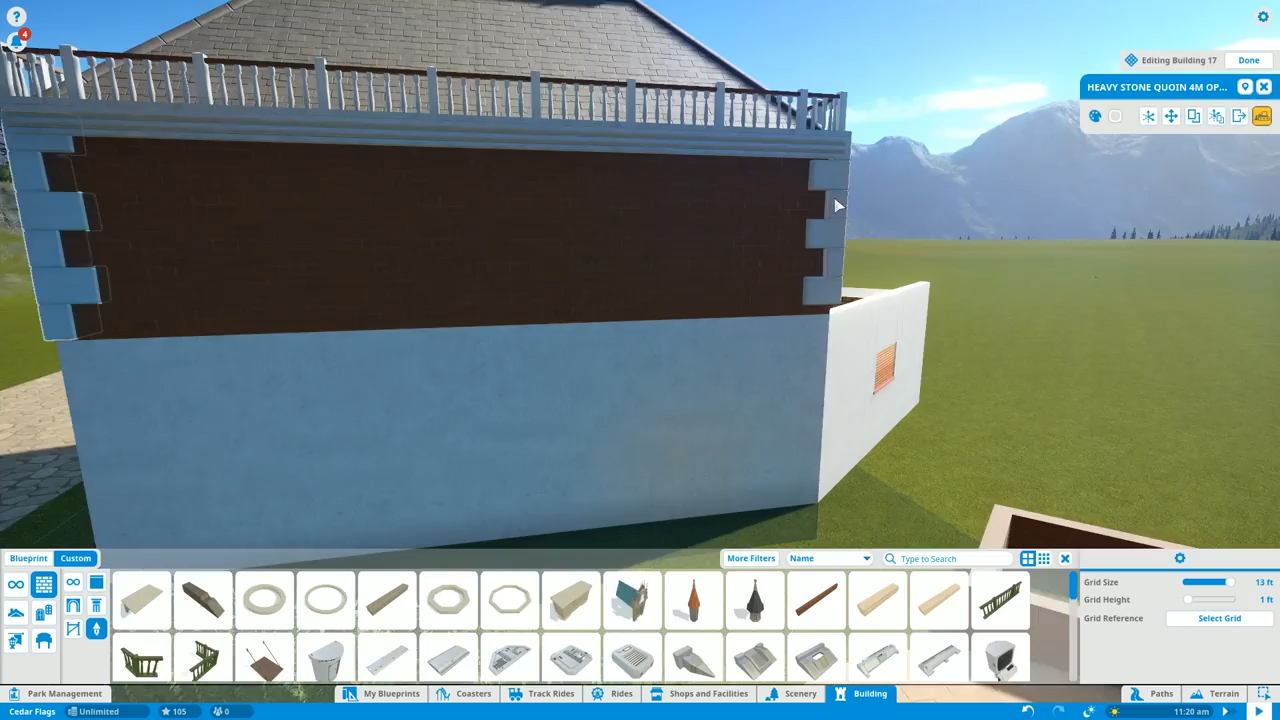 ?
4
Editing Building 17
Done
HEAVY STONE QUOIN 4M OP...
Blueprint
Custom
More Filters
Name
Type to Search
Grid Size
13 ft
Grid Height
1 ft
Grid Reference
Select Grid
Park Management
My Blueprints
Coasters
Track Rides
Rides
Shops and Facilities
Scenery
Building
Paths
Terrain
Cedar Flags
Unlimited
105
0
11:20 am